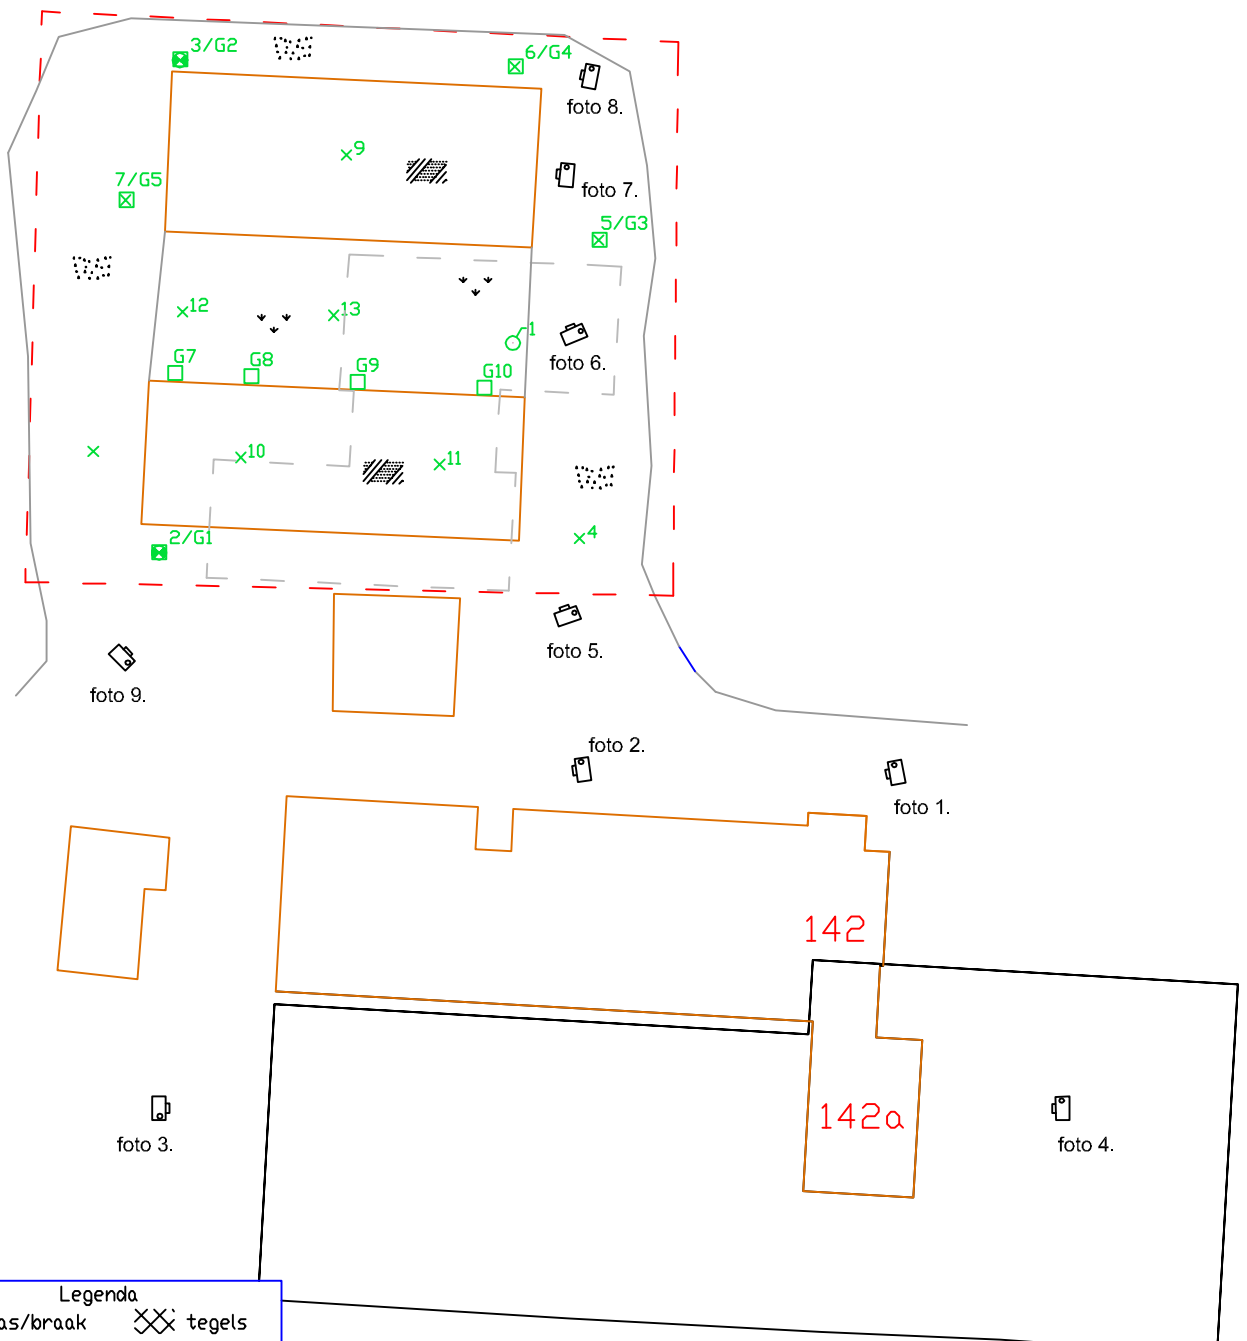 3/G2
6/G4
foto 8.
9
7/G5
foto 7.
5/G3
12
13
1
foto 6.
G7
G8
G9
G10
10
11
2/G1
4
foto 5.
foto 9.
foto 2.
foto 1.
142
142a
foto 3.
foto 4.
Legenda
as/braak
tegels